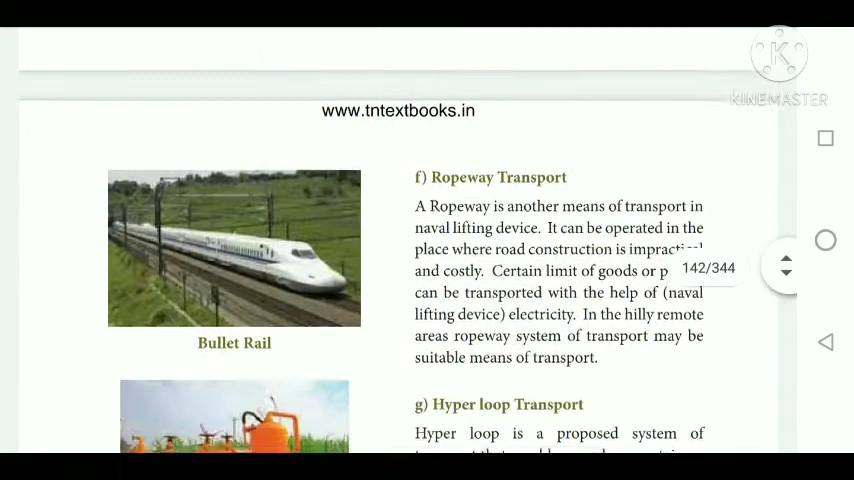 KINEMASTER
www.tntextbooks.in
Bullet Rail
f) Ropeway Transport
A Ropeway is another means of transport in
naval lifting device. It can be operated in the
place where road construction is
and costly. Certain limit of goods or
142/344
can be transported with the help of (naval
lifting device) electricity. In the hilly remote
areas ropeway system of transport may be
suitable means of transport.
g) Hyper loop Transport
Hyper loop is a proposed system of